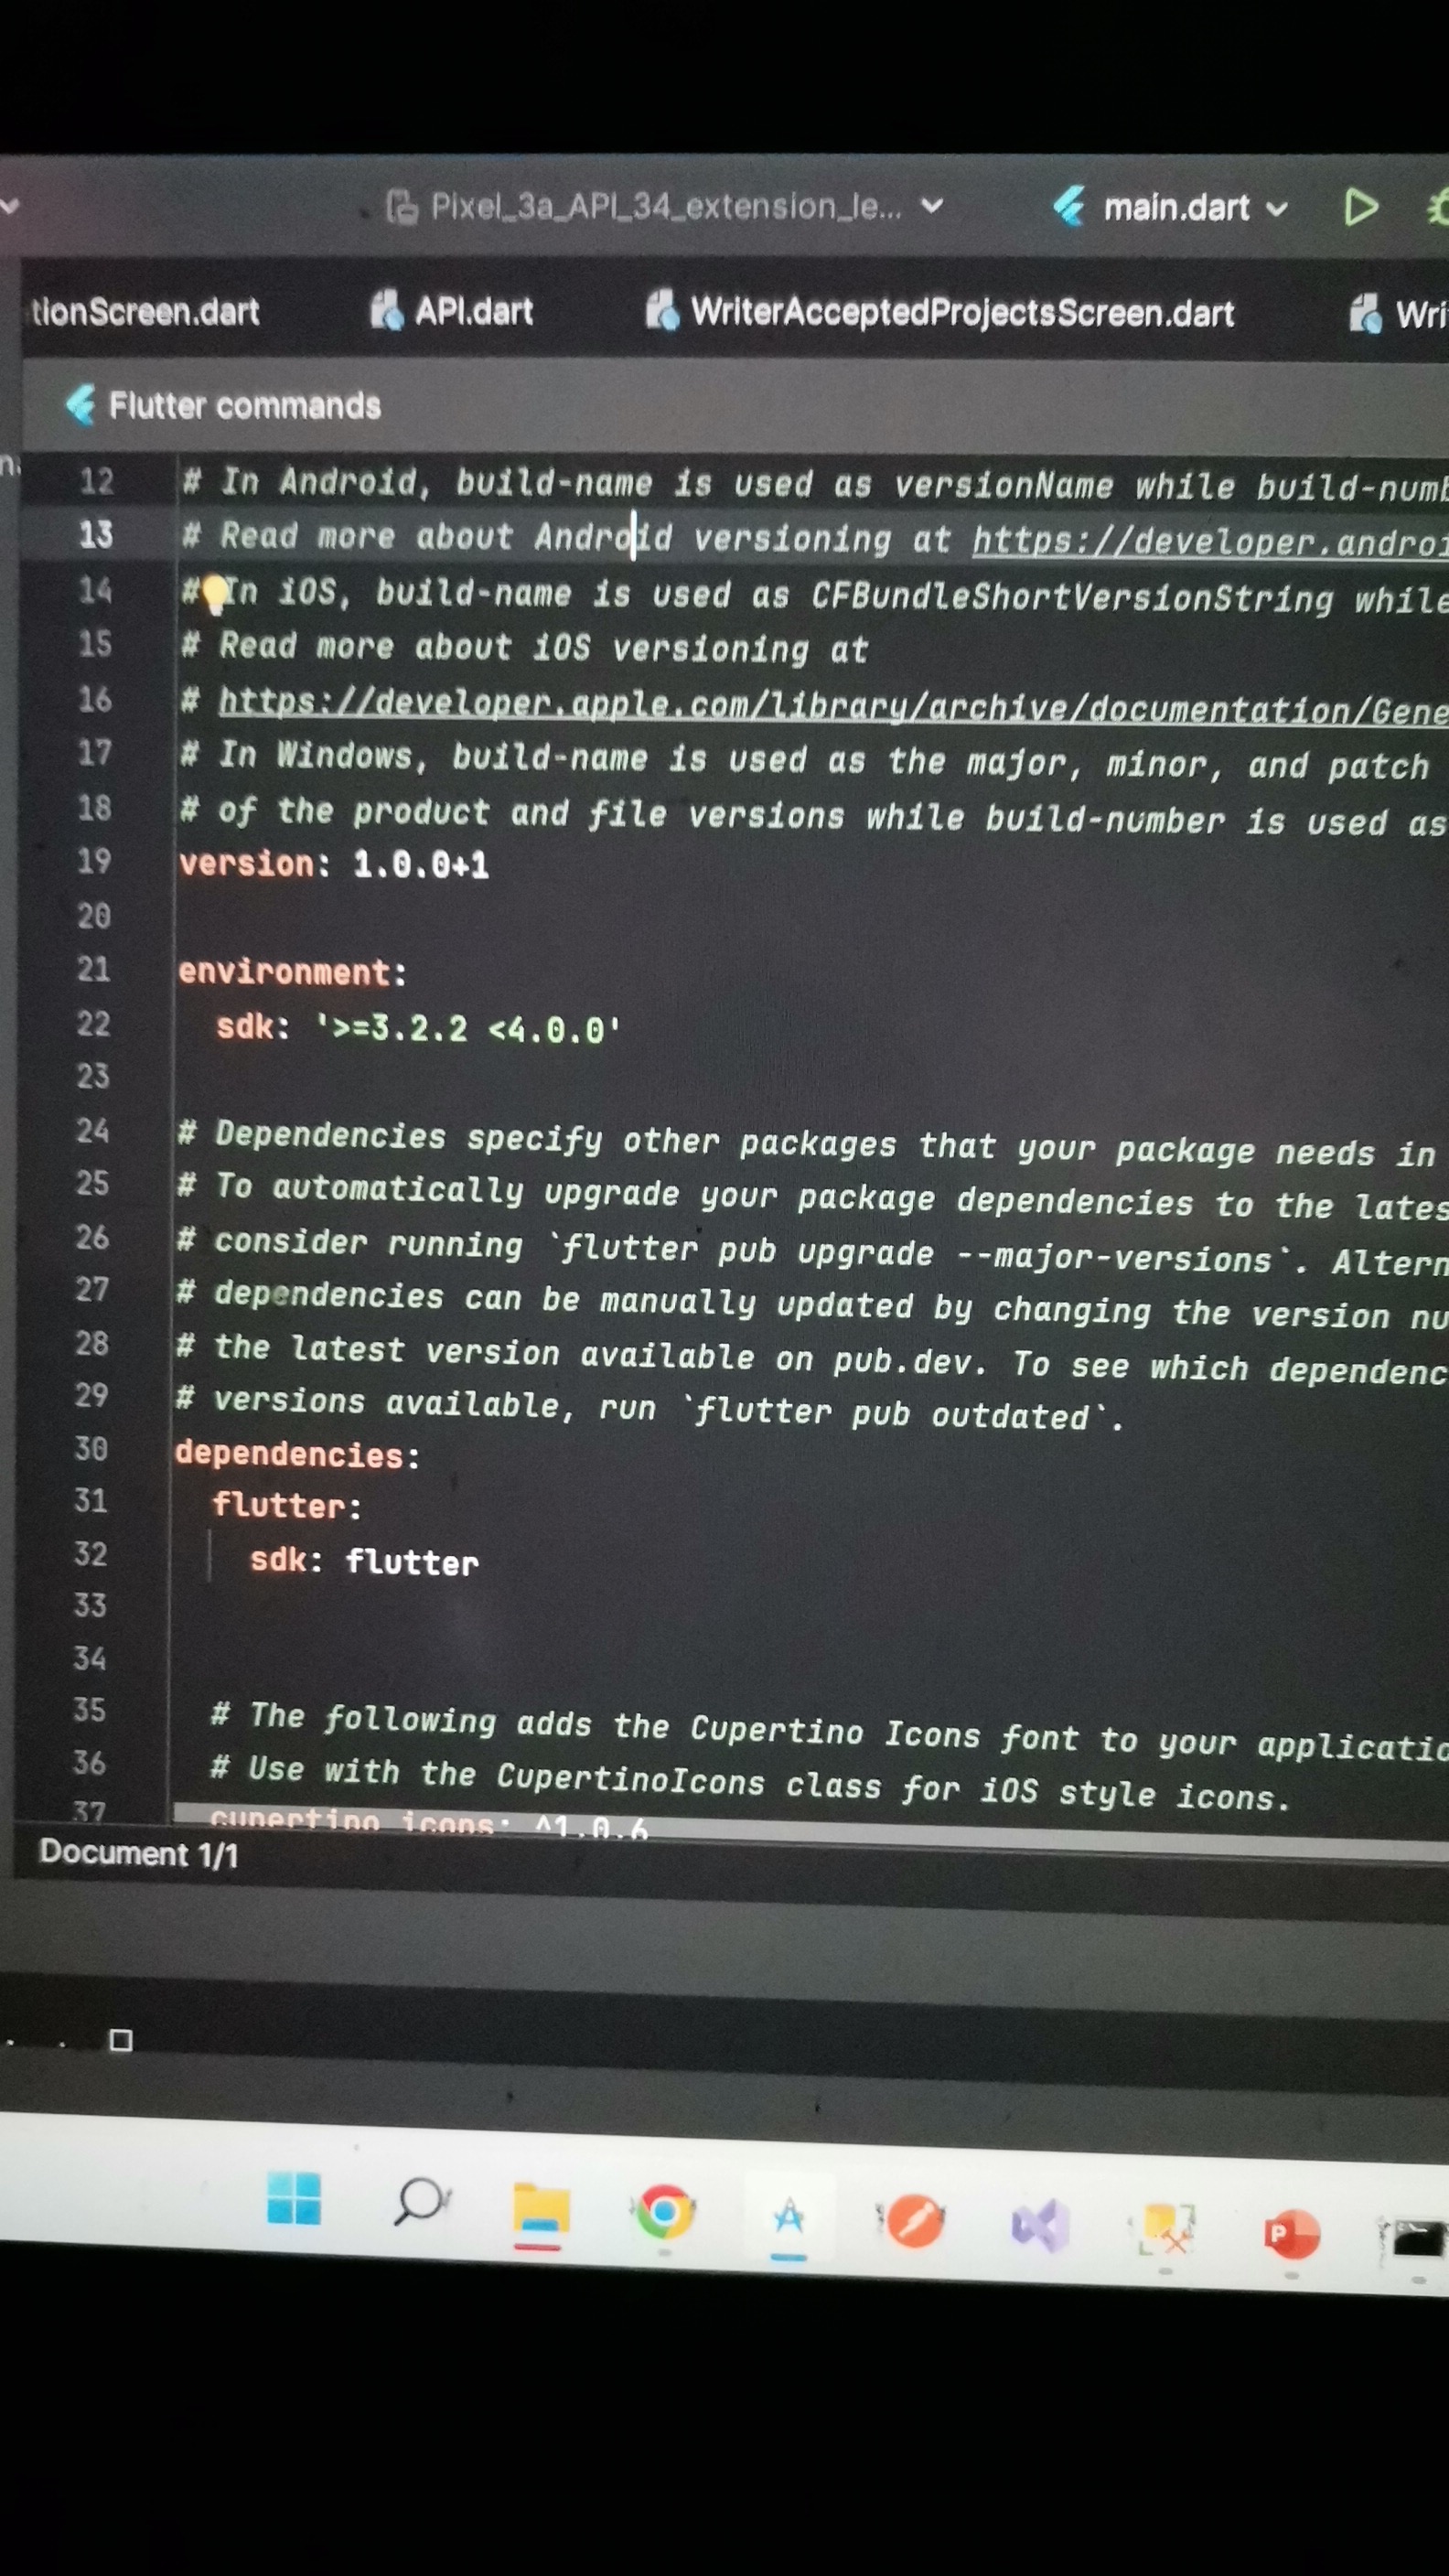 Pixel_3a_API_34_extension_le...
main.dart
tionScreen.dart
API.dart
WriterAcceptedProjectsScreen.dart
Wri
Flutter commands
12 # In Android, build-name is used as versionName while build-numb
13 # Read more about Android versioning at https://developer.androi
14 # In iOS, build-name is used as CFBundleShortVersionString while
15 # Read more about iOS versioning at
16 # https://developer.apple.com/library/archive/documentation/Gene
17 # In Windows, build-name is used as the major, minor, and patch
18 # of the product and file versions while build-number is used as
19 version: 1.0.0+1
20
21 environment:
22 sdk: '>=3.2.2 <4.0.0'
23
24 # Dependencies specify other packages that your package needs in
25 # To automatically upgrade your package dependencies to the lates
26 # consider running `flutter pub upgrade --major-versions`. Altern
27 # dependencies can be manually updated by changing the version nu
28 # the latest version available on pub.dev. To see which dependenc
29 # versions available, run `flutter pub outdated`.
30 dependencies:
31 flutter:
32 sdk: flutter
33
34
35 # The following adds the Cupertino Icons font to your applicatio
36 # Use with the CupertinoIcons class for iOS style icons.
37 cupertino_icons: ^1.0.6
Document 1/1
P